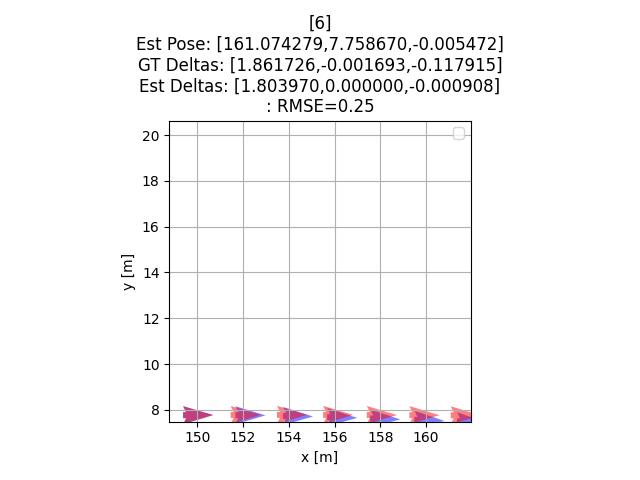 [6]
Est Pose: [161.074279,7.758670,-0.005472]
GT Deltas: [1.861726,-0.001693,-0.117915]
Est Deltas: [1.803970,0.000000,-0.000908]
: RMSE=0.25
20
18
16
14
12
10
8
y [m]
150 152 154 156 158 160
x [m]